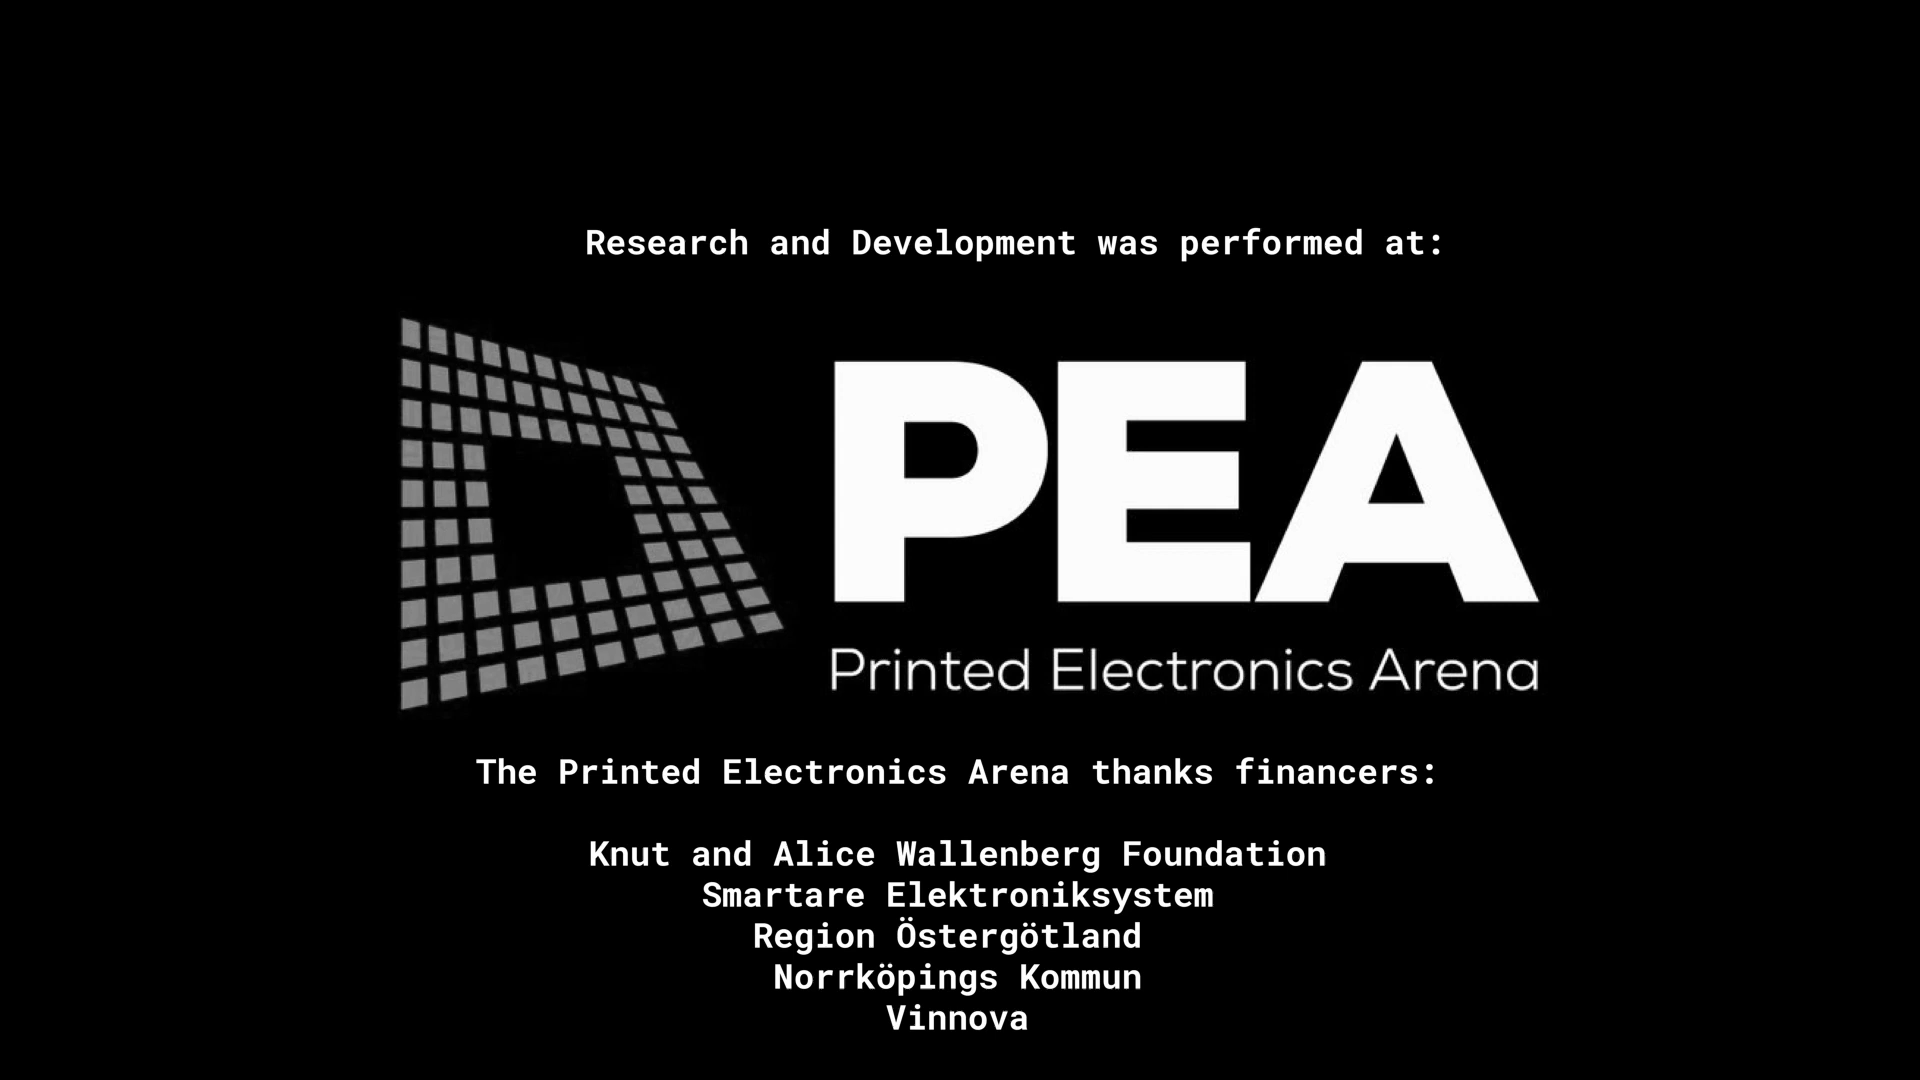 Research and Development was performed at:
PEA
Printed Electronics Arena
The Printed Electronics Arena thanks financers:
Knut and Alice Wallenberg Foundation
Smartare Elektroniksystem
Region Östergötland
Norrköpings Kommun
Vinnova